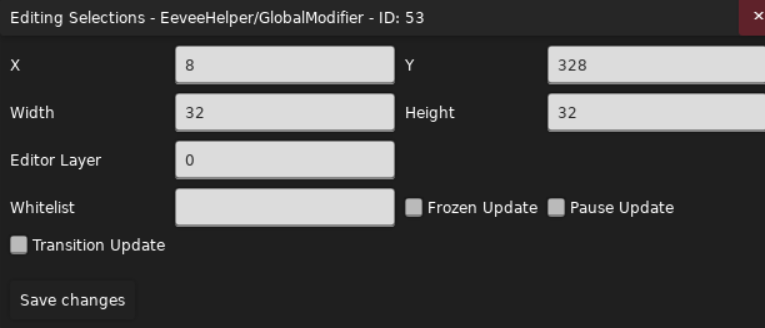 Editing Selections - EeveeHelper/GlobalModifier - ID: 53 ×
X 8 Y 328
Width 32 Height 32
Editor Layer 0
Whitelist Frozen Update Pause Update
Transition Update
Save changes